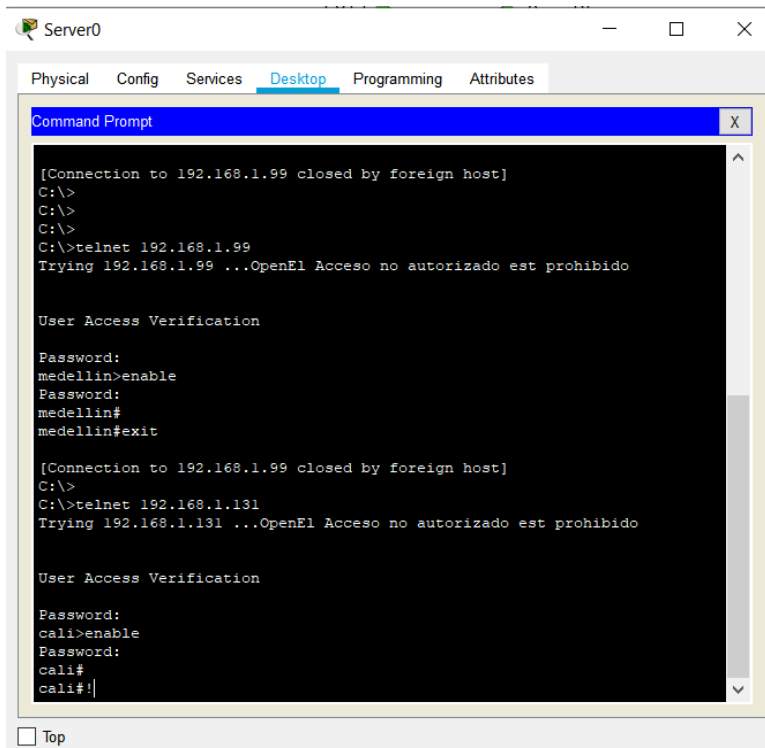 Server0
Physical Config Services Desktop Programming Attributes
Command Prompt
X
[Connection to 192.168.1.99 closed by foreign host]
C:\>
C:\>
C:\>
C:\>telnet 192.168.1.99
Trying 192.168.1.99 ...OpenEl Acceso no autorizado est prohibido
User Access Verification
Password:
medellin>enable
Password:
medellin#
medellin#exit
[Connection to 192.168.1.99 closed by foreign host]
C:\>
C:\>telnet 192.168.1.131
Trying 192.168.1.131 ...OpenEl Acceso no autorizado est prohibido
User Access Verification
Password:
cali>enable
Password:
cali#
cali#!
Top